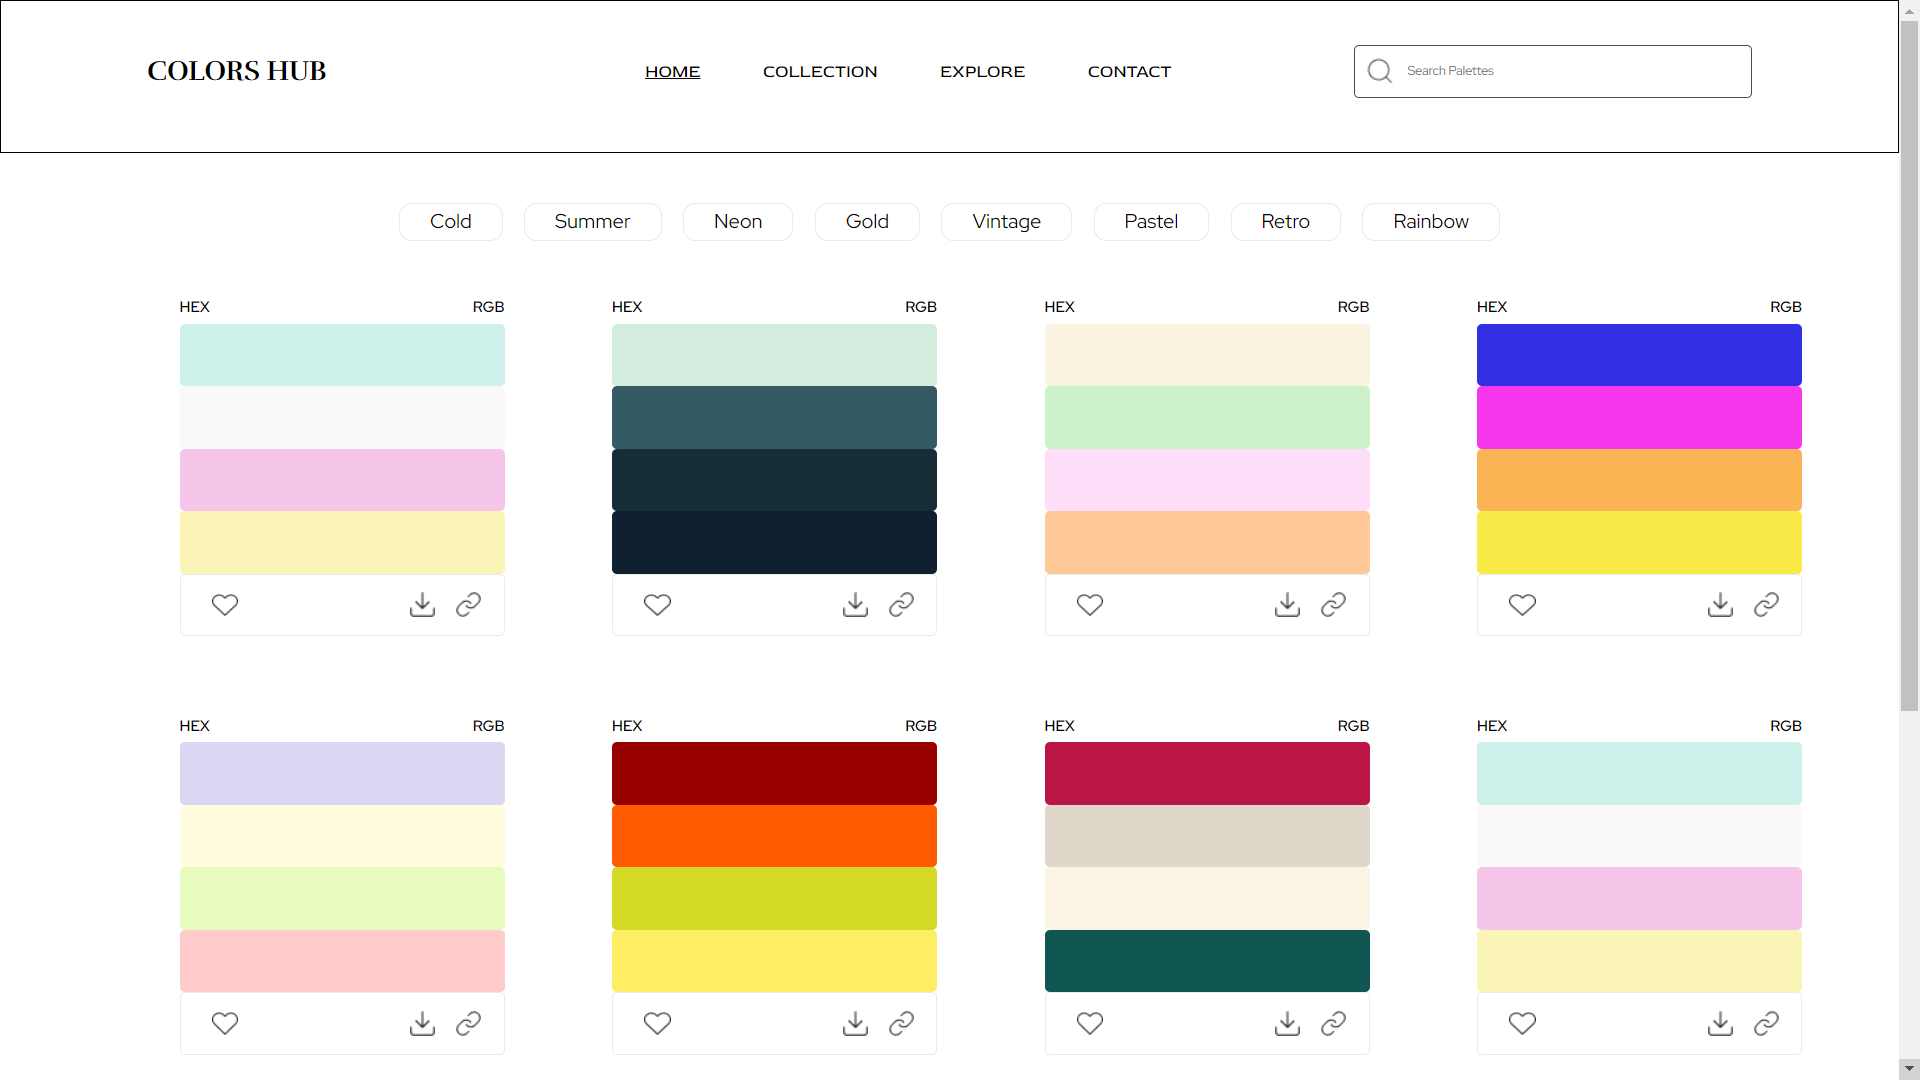 COLORS HUB
HOME COLLECTION EXPLORE CONTACT
Search Palettes
Cold Summer Neon Gold Vintage Pastel Retro Rainbow
HEX RGB HEX RGB HEX RGB HEX RGB
HEX RGB HEX RGB HEX RGB HEX RGB